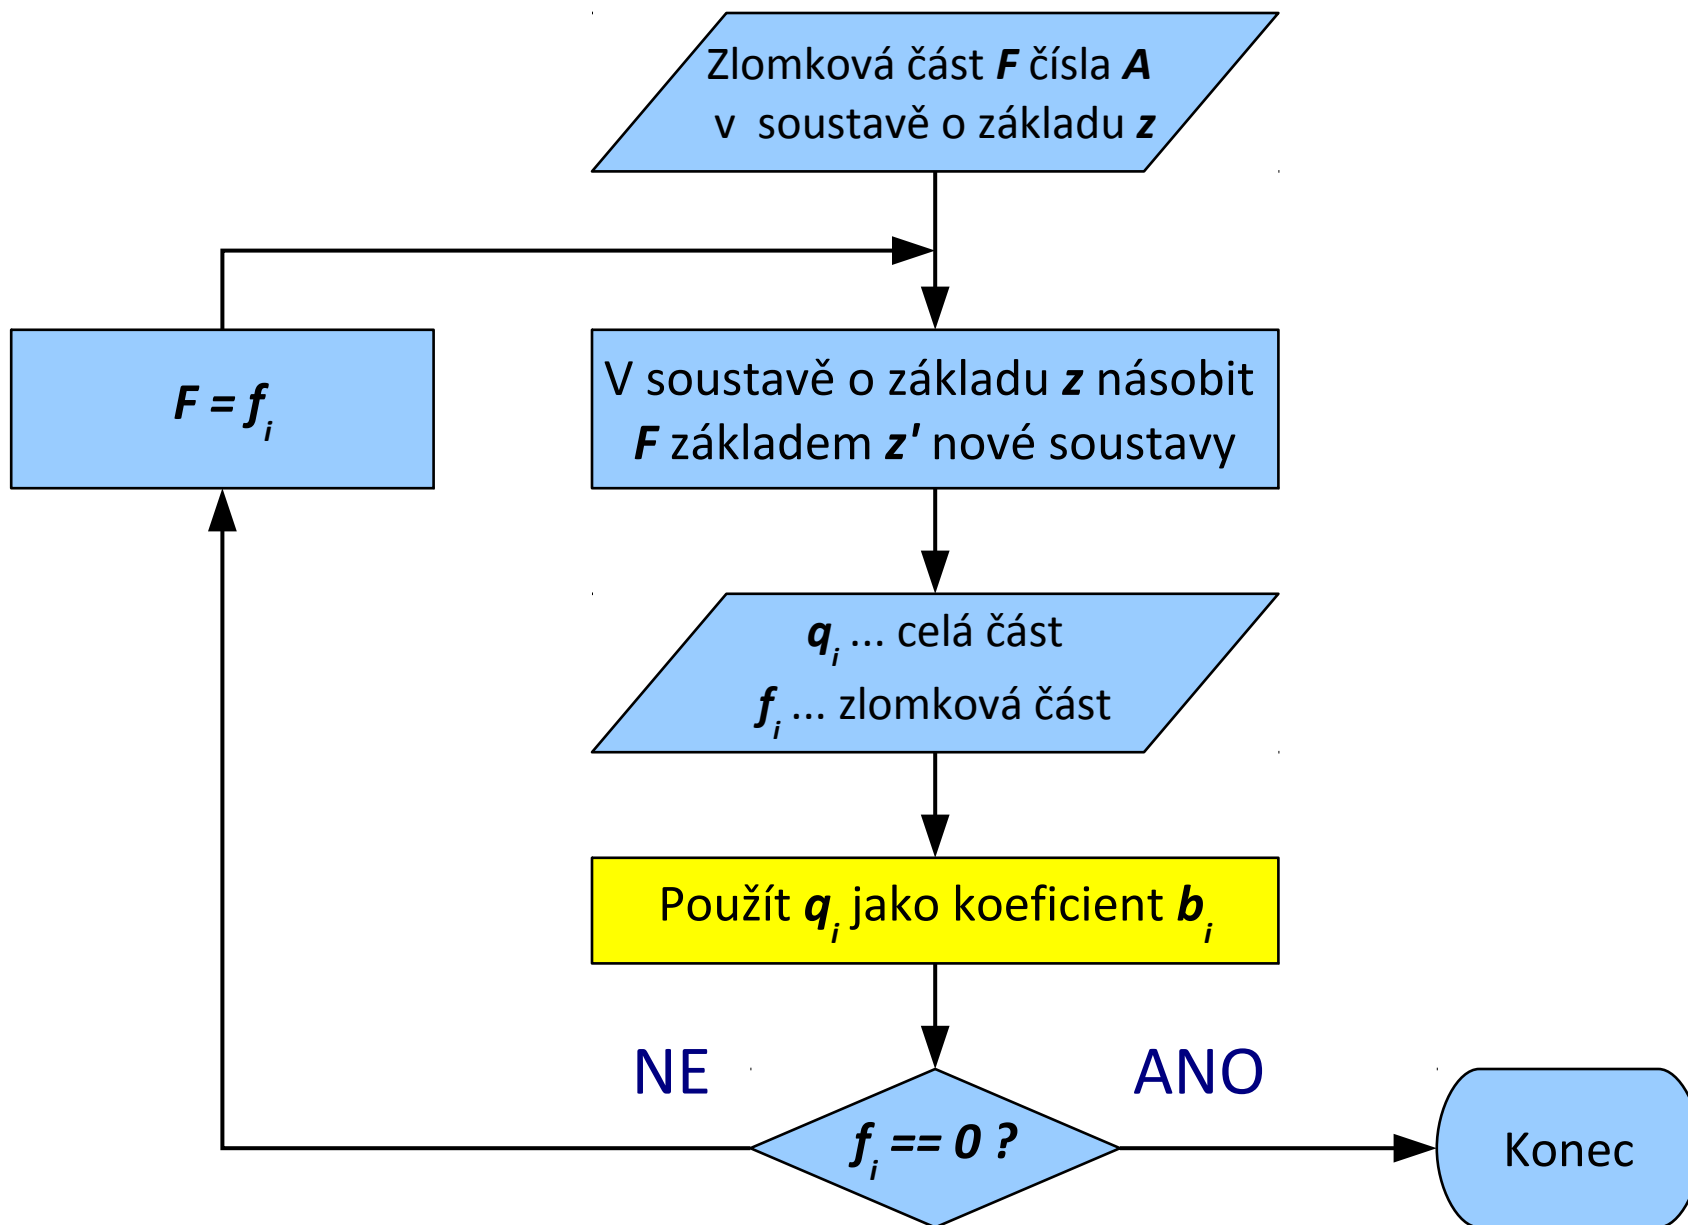 Zlomková část F čísla A
v soustavě o základu z
F = fi
V soustavě o základu z násobit
F základem z' nové soustavy
qi ... celá část
fi ... zlomková část
Použít qi jako koeficient bi
NE
ANO
fi == 0 ?
Konec